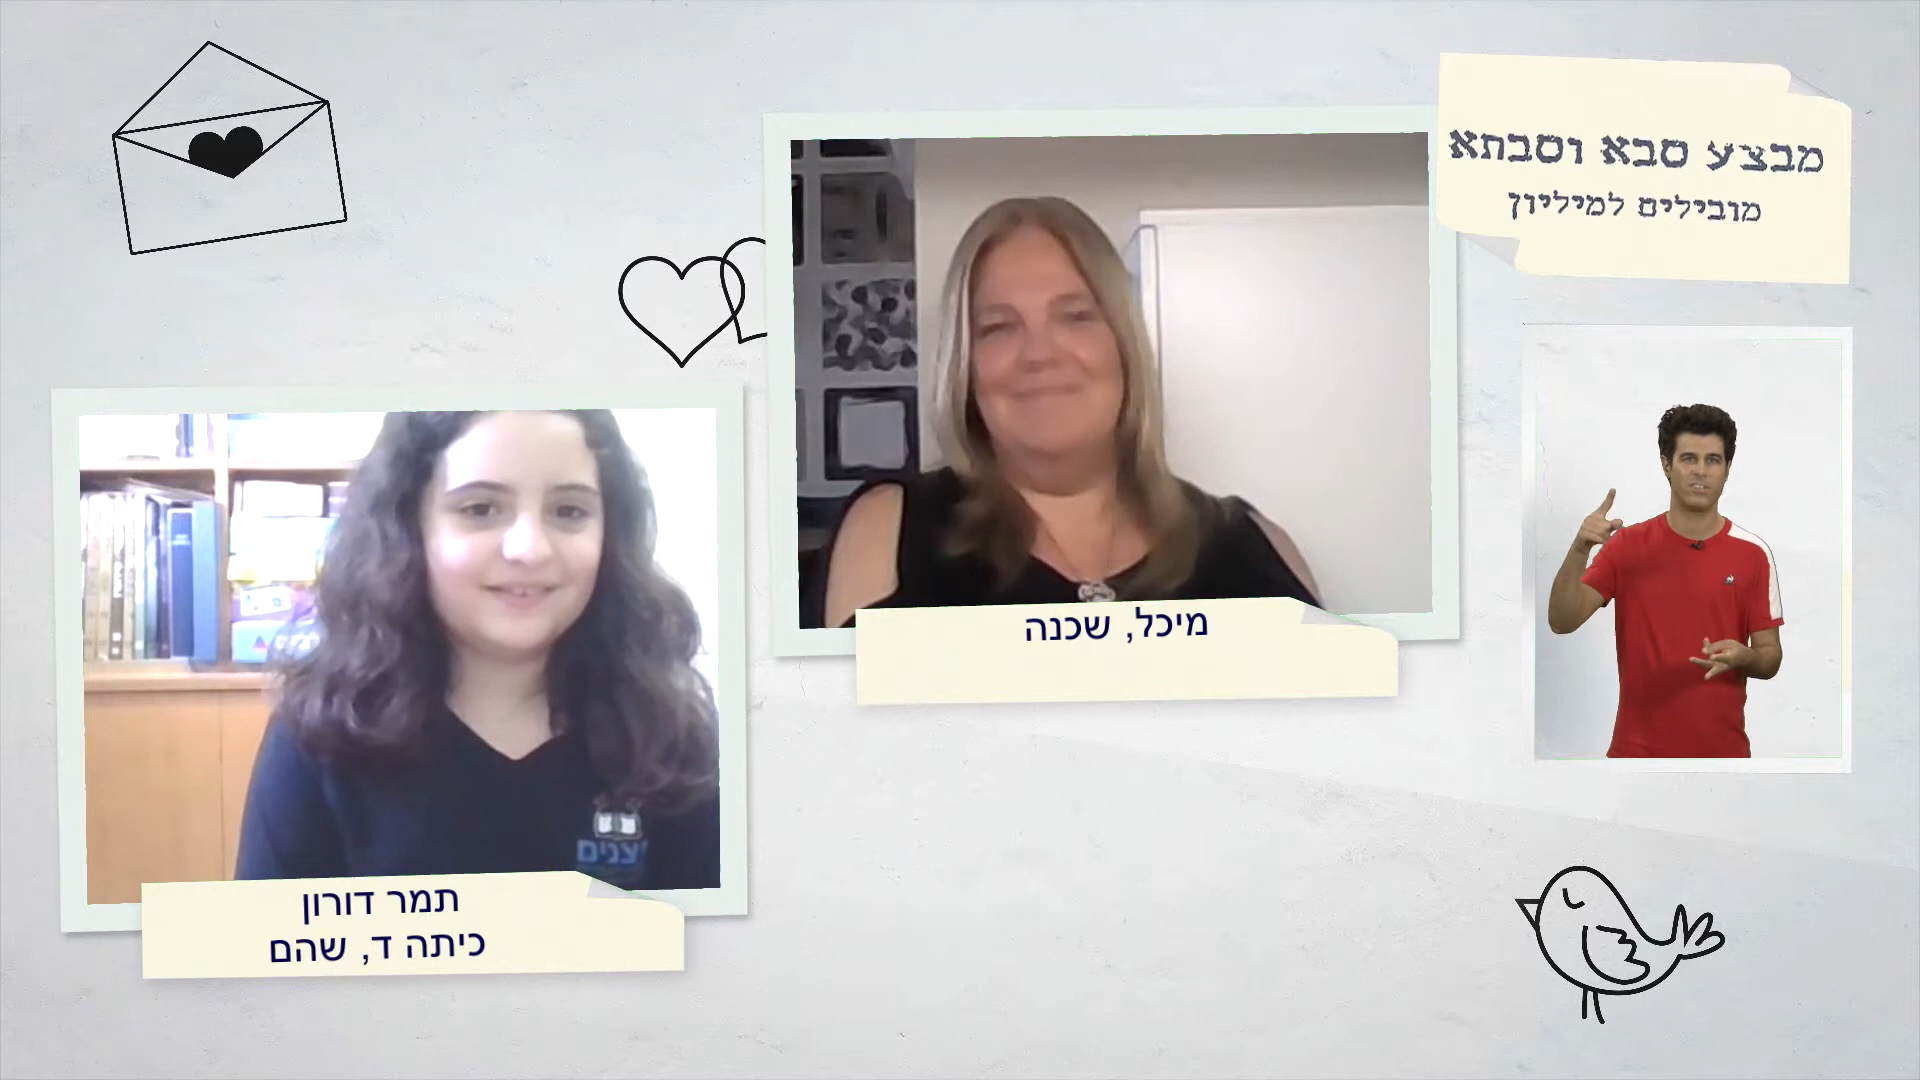 מבצע סבא וסבתא
מובילים למיליון
מיכל, שכנה
תמר דורון
כיתה ד, שהם